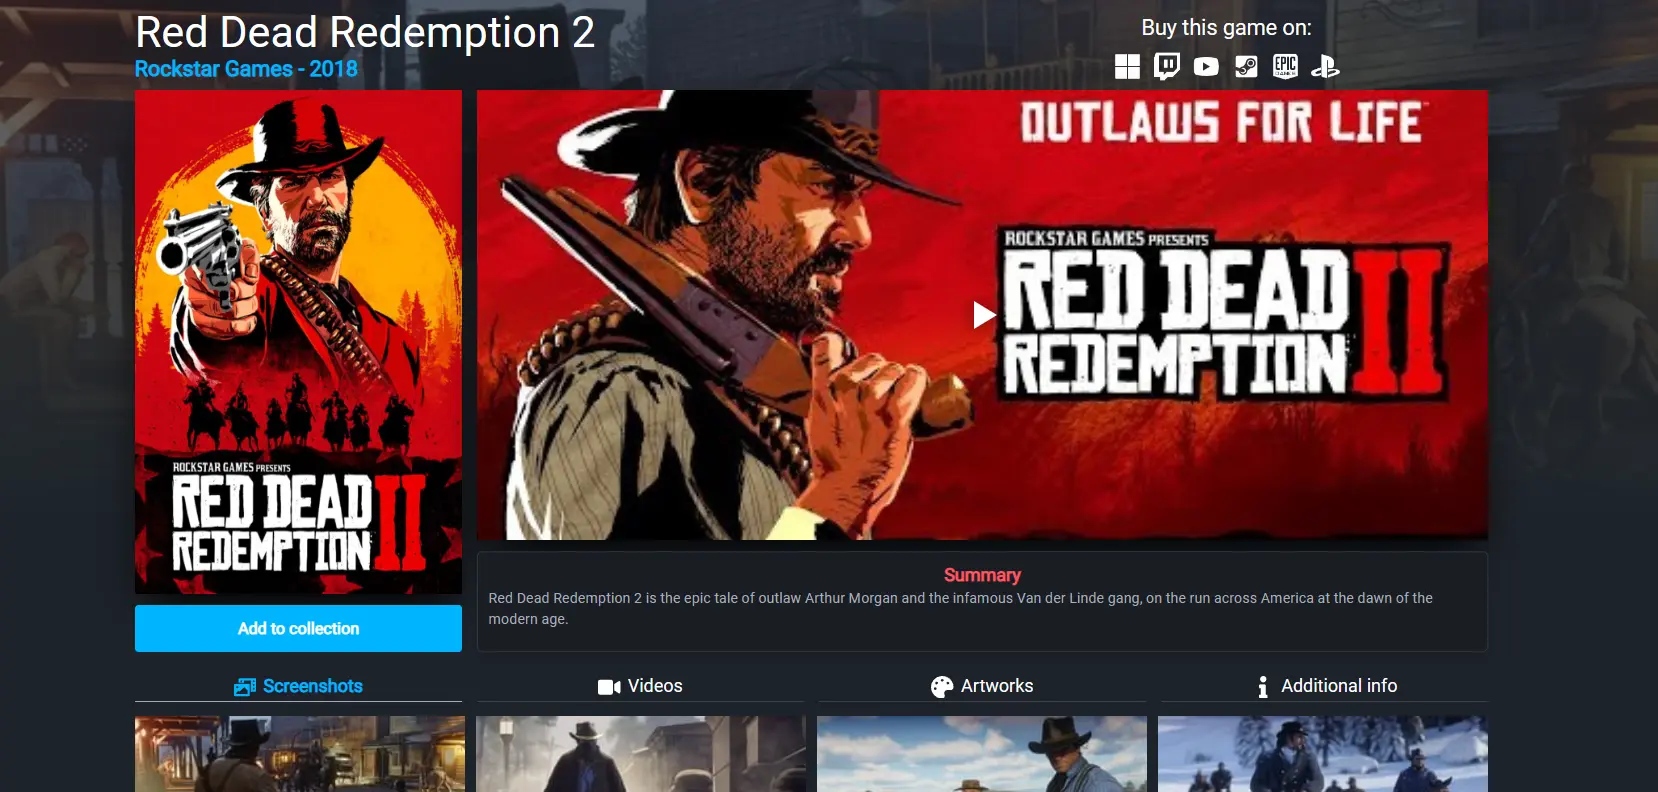 Red Dead Redemption 2
Rockstar Games - 2018
Buy this game on:
EPIC
GAMES
OUTLAWS FOR LIFE
ROCKSTAR GAMES PRESENTS
RED DEAD
REDEMPTION II
ROCKSTAR GAMES PRESENTS
RED DEAD
REDEMPTION II
Summary
Red Dead Redemption 2 is the epic tale of outlaw Arthur Morgan and the infamous Van der Linde gang, on the run across America at the dawn of the
modern age.
Add to collection
Screenshots
Videos
Artworks
Additional info